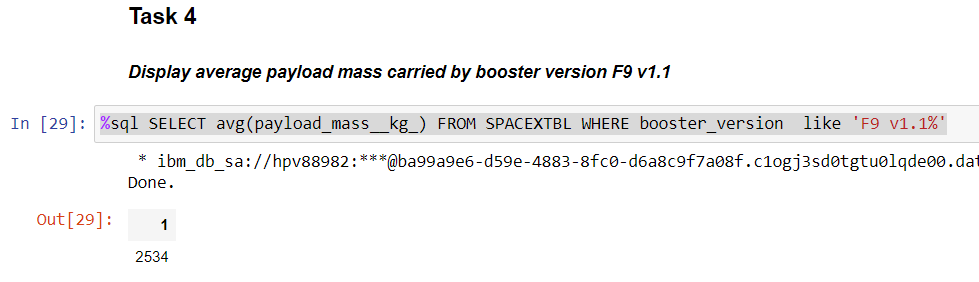 Task 4
Display average payload mass carried by booster version F9 v1.1
In [29]: %sql SELECT avg(payload_mass__kg_) FROM SPACEXTBL WHERE booster_version  like 'F9 v1.1%'
* ibm_db_sa://hpv88982:***@ba99a9e6-d59e-4883-8fc0-d6a8c9f7a08f.c1ogj3sd0tgtu0lqde00.dat
Done.
Out[29]: 1
2534